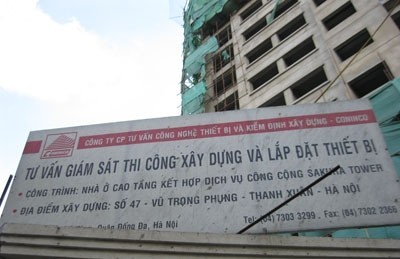 CÔNG TY CP TƯ VẤN CÔNG NGHỆ THIẾT BỊ VÀ KIỂM ĐỊNH XÂY DỰNG - CONINCO
TƯ VẤN GIÁM SÁT THI CÔNG XÂY DỰNG VÀ LẮP ĐẶT THIẾT BỊ
• CÔNG TRÌNH: NHÀ Ở CAO TẦNG KẾT HỢP DỊCH VỤ CÔNG CỘNG SAKURA TOWER
• ĐỊA ĐIỂM XÂY DỰNG: SỐ 47 - VŨ TRỌNG PHỤNG - THANH XUÂN - HÀ NỘI
Quận Đống Đa, Hà Nội Tel: (04) 7303 3299 . Fax: (04) 7302 2366